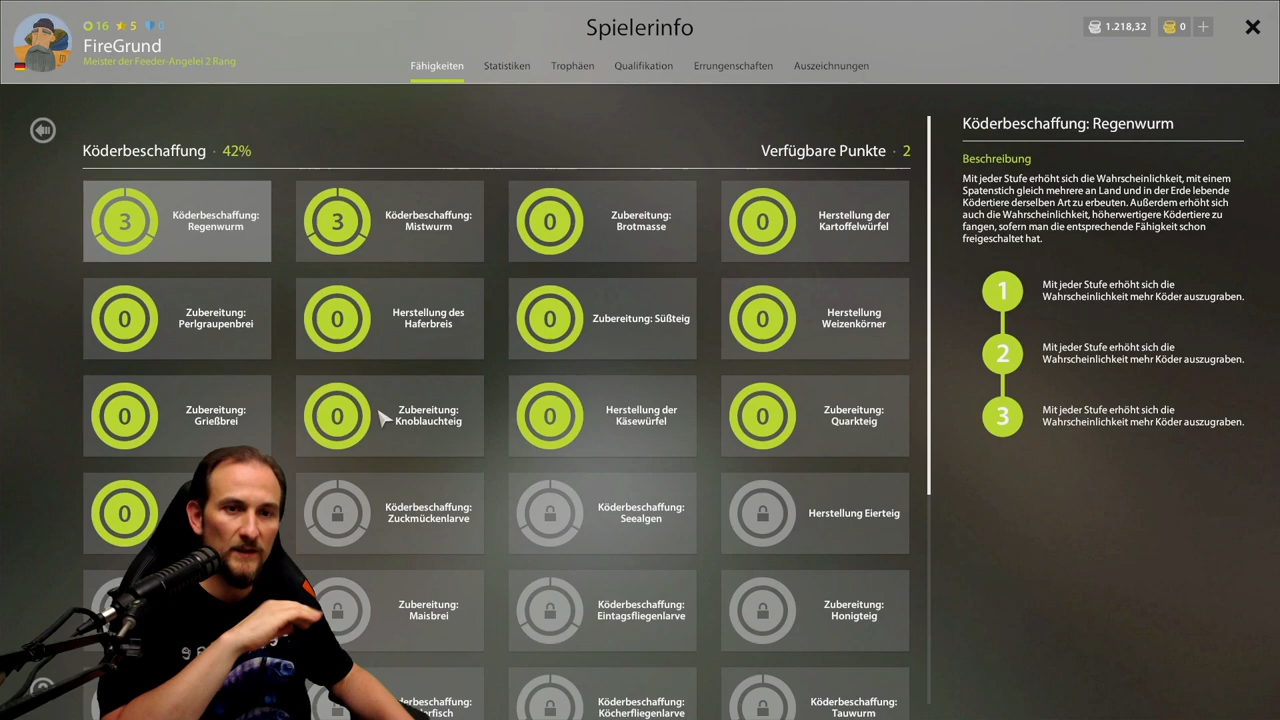 16 5 0
FireGrund
Meister der Feeder-Angelei 2 Rang
Spielerinfo
1.218,32
0
Fähigkeiten
Statistiken
Trophäen
Qualifikation
Errungenschaften
Auszeichnungen
Köderbeschaffung · 42%
Verfügbare Punkte · 2
3
Köderbeschaffung:
Regenwurm
3
Köderbeschaffung:
Mistwurm
0
Zubereitung:
Brotmasse
0
Herstellung der
Kartoffelwürfel
0
Zubereitung:
Perlgraupenbrei
0
Herstellung des
Haferbreis
0
Zubereitung: Süßteig
0
Herstellung
Weizenkörner
0
Zubereitung:
Grießbrei
0
Zubereitung:
Knoblauchteig
0
Herstellung der
Käsewürfel
0
Zubereitung:
Quarkteig
0
Köderbeschaffung:
Zuckmückenlarve
Köderbeschaffung:
Seealgen
Herstellung Eierteig
Zubereitung:
Maisbrei
Köderbeschaffung:
Eintagsfliegenlarve
Zubereitung:
Honigteig
Köderbeschaffung:
Köcherfliegenlarve
Köderbeschaffung:
Tauwurm
Köderbeschaffung: Regenwurm
Beschreibung
Mit jeder Stufe erhöht sich die Wahrscheinlichkeit, mit einem
Spatenstich gleich mehrere an Land und in der Erde lebende
Ködertiere derselben Art zu erbeuten. Außerdem erhöht sich
auch die Wahrscheinlichkeit, höherwertigere Ködertiere zu
fangen, sofern man die entsprechende Fähigkeit schon
freigeschaltet hat.
1
Mit jeder Stufe erhöht sich die
Wahrscheinlichkeit mehr Köder auszugraben.
2
Mit jeder Stufe erhöht sich die
Wahrscheinlichkeit mehr Köder auszugraben.
3
Mit jeder Stufe erhöht sich die
Wahrscheinlichkeit mehr Köder auszugraben.